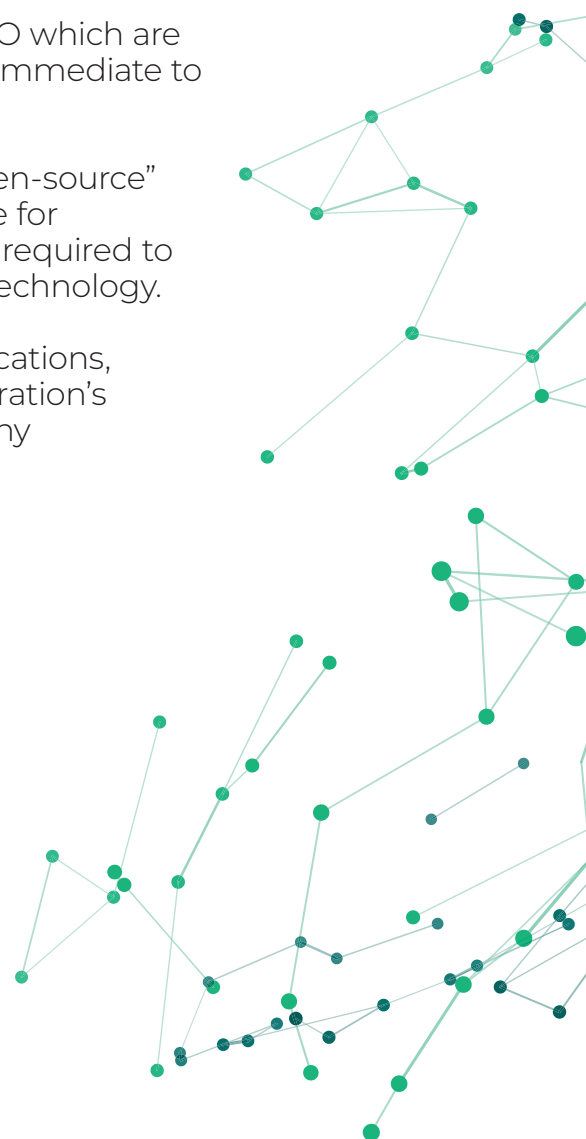 O which are
mmediate to
en-source”
e for
required to
echnology.
cations,
ration’s
ny